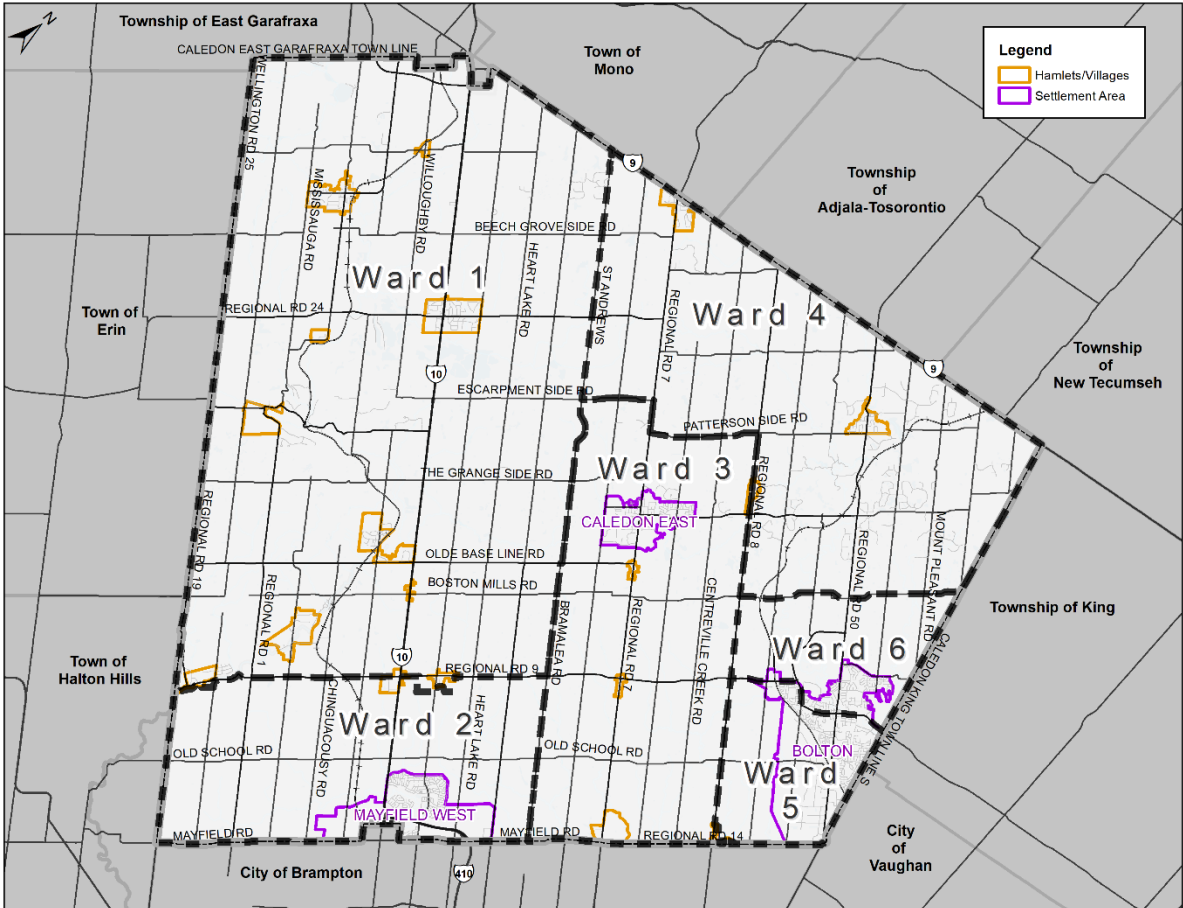 Township of East Garafraxa
CALEDON EAST GARAFRAXA TOWN LINE
Town of
Mono
Legend
Hamlets/Villages
Settlement Area
WELLINGTON RD 25
MISSISSAUGA RD
WILLOUGHBY RD
9
Township
of
Adjala-Tosorontio
BEECH GROVE SIDE RD
HEART LAKE RD
ST ANDREWS
REGIONAL RD 7
Ward 1
Ward 4
Town of
Erin
REGIONAL RD 24
10
9
Township
of
New Tecumseh
ESCARPMENT SIDE RD
PATTERSON SIDE RD
THE GRANGE SIDE RD
Ward 3
CALEDON EAST
REGIONAL RD 8
REGIONAL RD 19
REGIONAL RD 1
OLDE BASE LINE RD
BOSTON MILLS RD
BRAMALEA RD
REGIONAL RD 7
CENTREVILLE CREEK RD
REGIONAL RD 50
MOUNT PLEASANT RD
CALEDON KING TOWN LINE S
Township of King
Town of
Halton Hills
10
REGIONAL RD 9
Ward 6
CHINGUACOUSY RD
Ward 2
HEART LAKE RD
OLD SCHOOL RD
OLD SCHOOL RD
BOLTON
Ward
5
MAYFIELD WEST
MAYFIELD RD
MAYFIELD RD
REGIONAL RD 14
City of Brampton
410
City
of
Vaughan